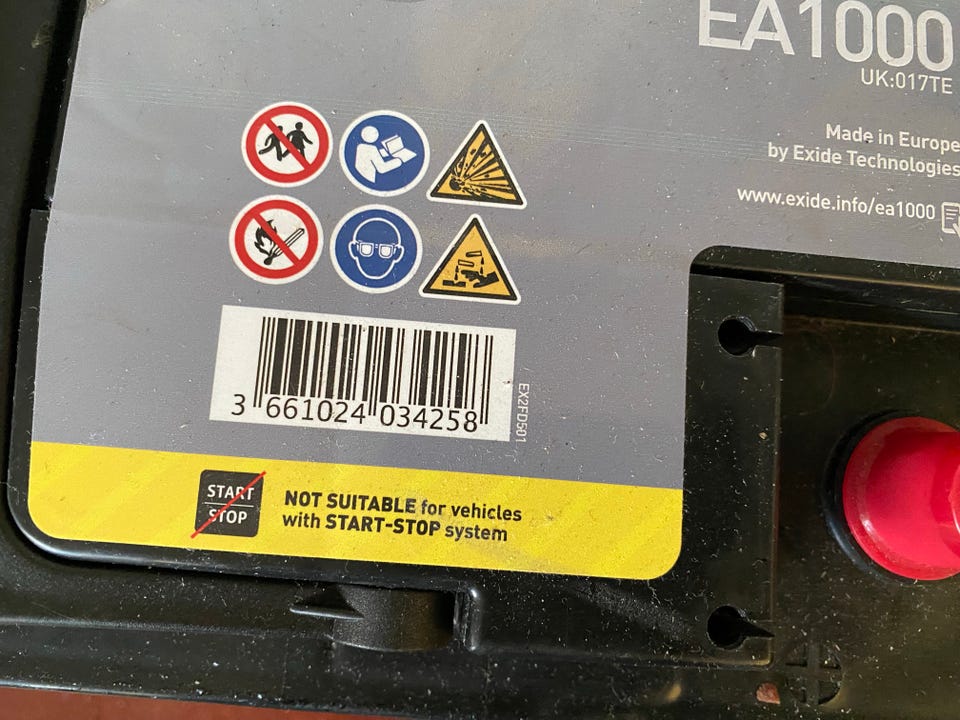 EA1000
UK:017TE
Made in Europe
by Exide Technologies
www.exide.info/ea1000
3 661024 034258
EX2FD501
START
STOP
NOT SUITABLE for vehicles
with START-STOP system